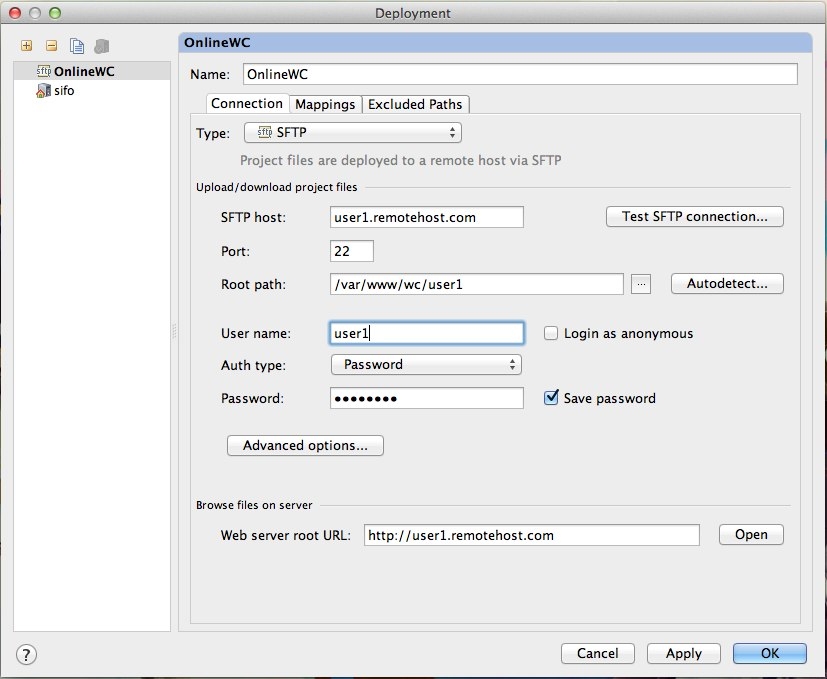 Deployment
OnlineWC
sftp OnlineWC
sifo
Name: OnlineWC
Connection Mappings Excluded Paths
Type: sftp SFTP
Project files are deployed to a remote host via SFTP
Upload/download project files
SFTP host: user1.remotehost.com Test SFTP connection...
Port: 22
Root path: /var/www/wc/user1 ... Autodetect...
User name: user1 Login as anonymous
Auth type: Password
Password: •••••••• Save password
Advanced options...
Browse files on server
Web server root URL: http://user1.remotehost.com Open
? Cancel Apply OK